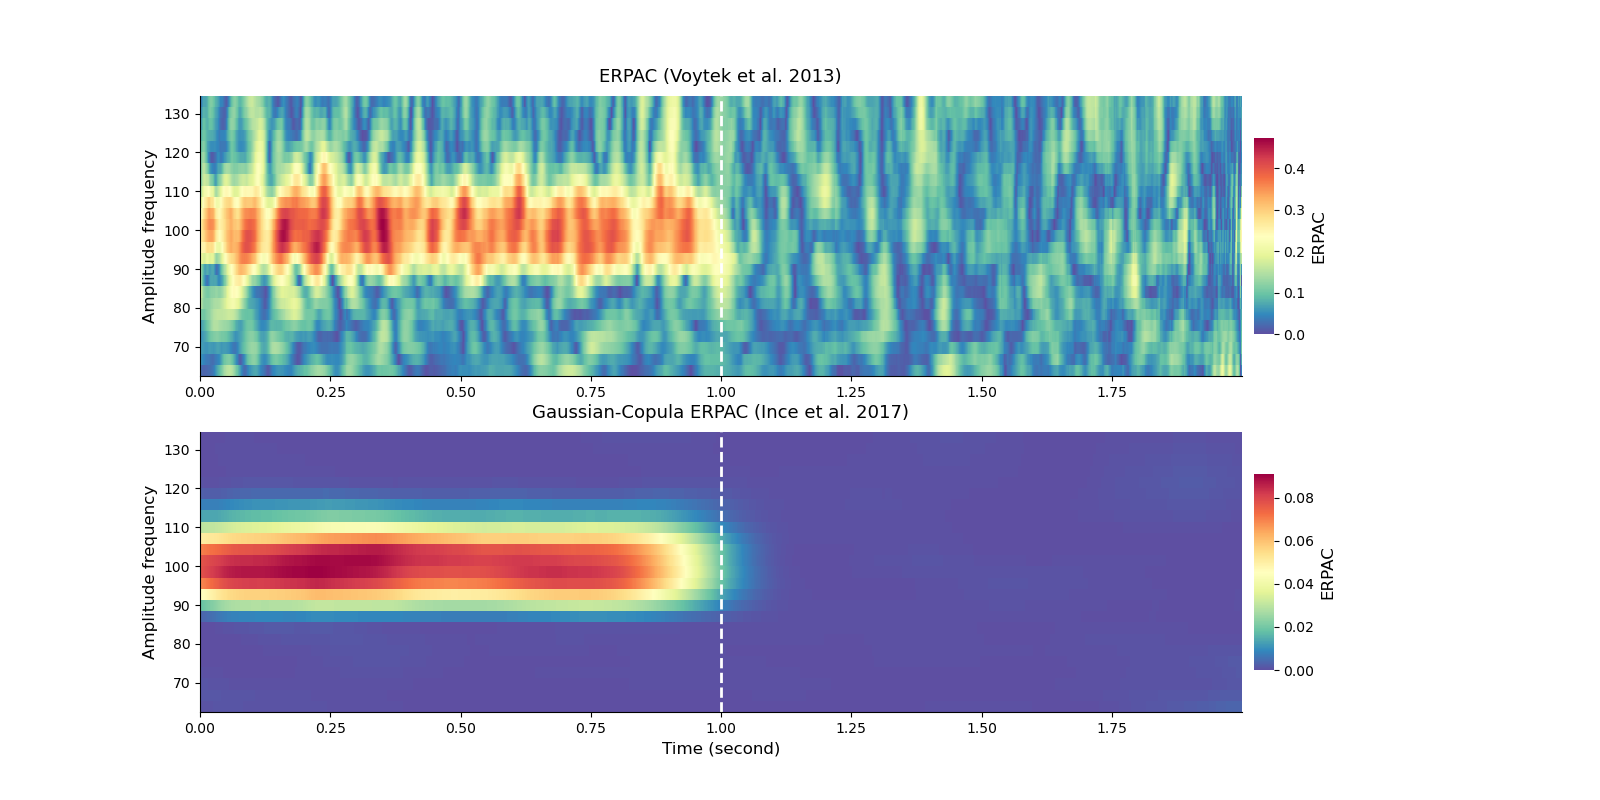 ERPAC (Voytek et al. 2013)
Amplitude frequency
130
120
110
100
90
80
70
0.00 0.25 0.50 0.75 1.00 1.25 1.50 1.75
0.4
0.3
0.2
0.1
0.0
ERPAC
Gaussian-Copula ERPAC (Ince et al. 2017)
Amplitude frequency
130
120
110
100
90
80
70
0.00 0.25 0.50 0.75 1.00 1.25 1.50 1.75
Time (second)
0.08
0.06
0.04
0.02
0.00
ERPAC